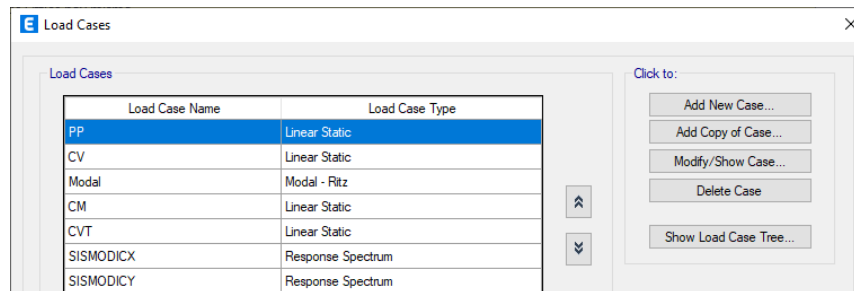 E Load Cases
Load Cases
Load Case Name Load Case Type
PP Linear Static
CV Linear Static
Modal Modal - Ritz
CM Linear Static
CVT Linear Static
SISMODICX Response Spectrum
SISMODICY Response Spectrum
Click to:
Add New Case...
Add Copy of Case...
Modify/Show Case...
Delete Case
Show Load Case Tree...